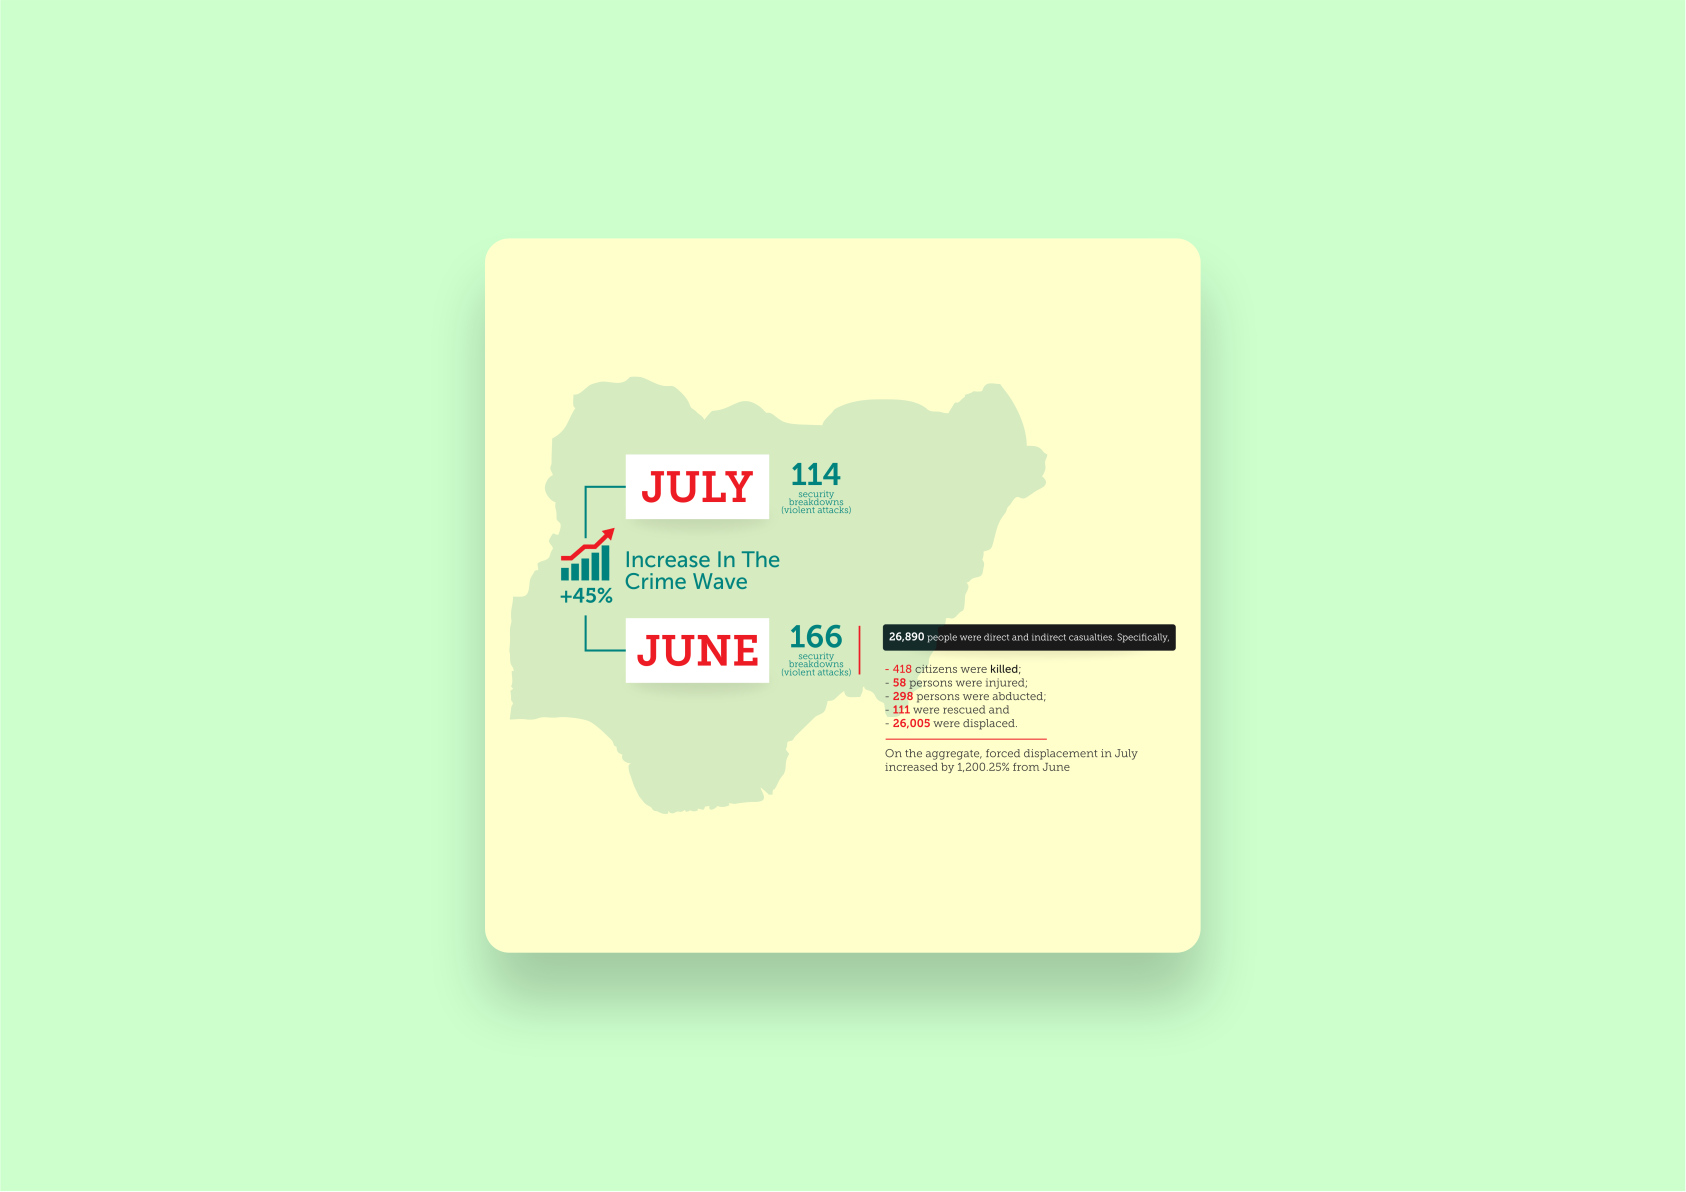 JULY
114
security
breakdowns
(violent attacks)
+45%
Increase In The
Crime Wave
JUNE
166
security
breakdowns
(violent attacks)
26,890 people were direct and indirect casualties. Specifically,
- 418 citizens were killed;
- 58 persons were injured;
- 298 persons were abducted;
- 111 were rescued and
- 26,005 were displaced.
On the aggregate, forced displacement in July
increased by 1,200.25% from June